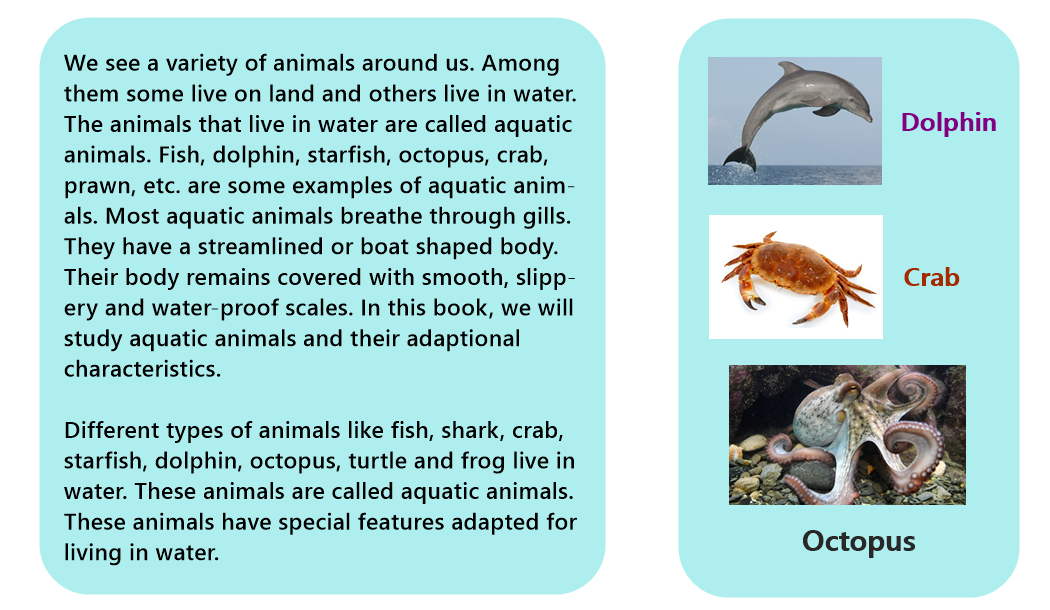 We see a variety of animals around us. Among
them some live on land and others live in water.
The animals that live in water are called aquatic
animals. Fish, dolphin, starfish, octopus, crab,
prawn, etc. are some examples of aquatic anim-
als. Most aquatic animals breathe through gills.
They have a streamlined or boat shaped body.
Their body remains covered with smooth, slipp-
ery and water-proof scales. In this book, we will
study aquatic animals and their adaptional
characteristics.
Different types of animals like fish, shark, crab,
starfish, dolphin, octopus, turtle and frog live in
water. These animals are called aquatic animals.
These animals have special features adapted for
living in water.
Dolphin
Crab
Octopus